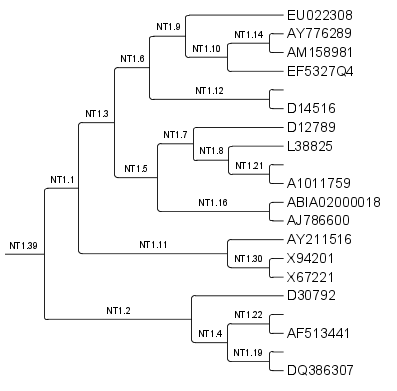 EU022308
NT1.9
NT1.14
AY776289
NT1.10
AM158981
NT1.6
EF5327Q4
NT1.12
D14516
NT1.3
D12789
NT1.7
L38825
NT1.8
NT1.21
NT1.5
A1011759
NT1.1
ABIA02000018
NT1.16
AJ786600
AY211516
NT1.39
NT1.11
NT1.30
X94201
X67221
D30792
NT1.2
NT1.22
NT1.4
AF513441
NT1.19
DQ386307